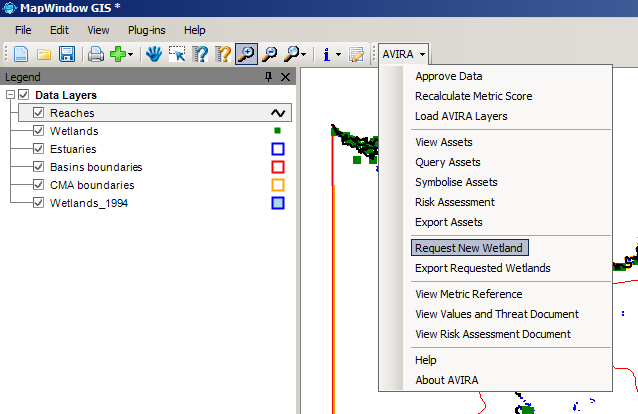 MapWindow GIS *
File Edit View Plug-ins Help
AVIRA
Legend
Data Layers
Reaches
Wetlands
Estuaries
Basins boundaries
CMA boundaries
Wetlands_1994
Approve Data
Recalculate Metric Score
Load AVIRA Layers
View Assets
Query Assets
Symbolise Assets
Risk Assessment
Export Assets
Request New Wetland
Export Requested Wetlands
View Metric Reference
View Values and Threat Document
View Risk Assessment Document
Help
About AVIRA